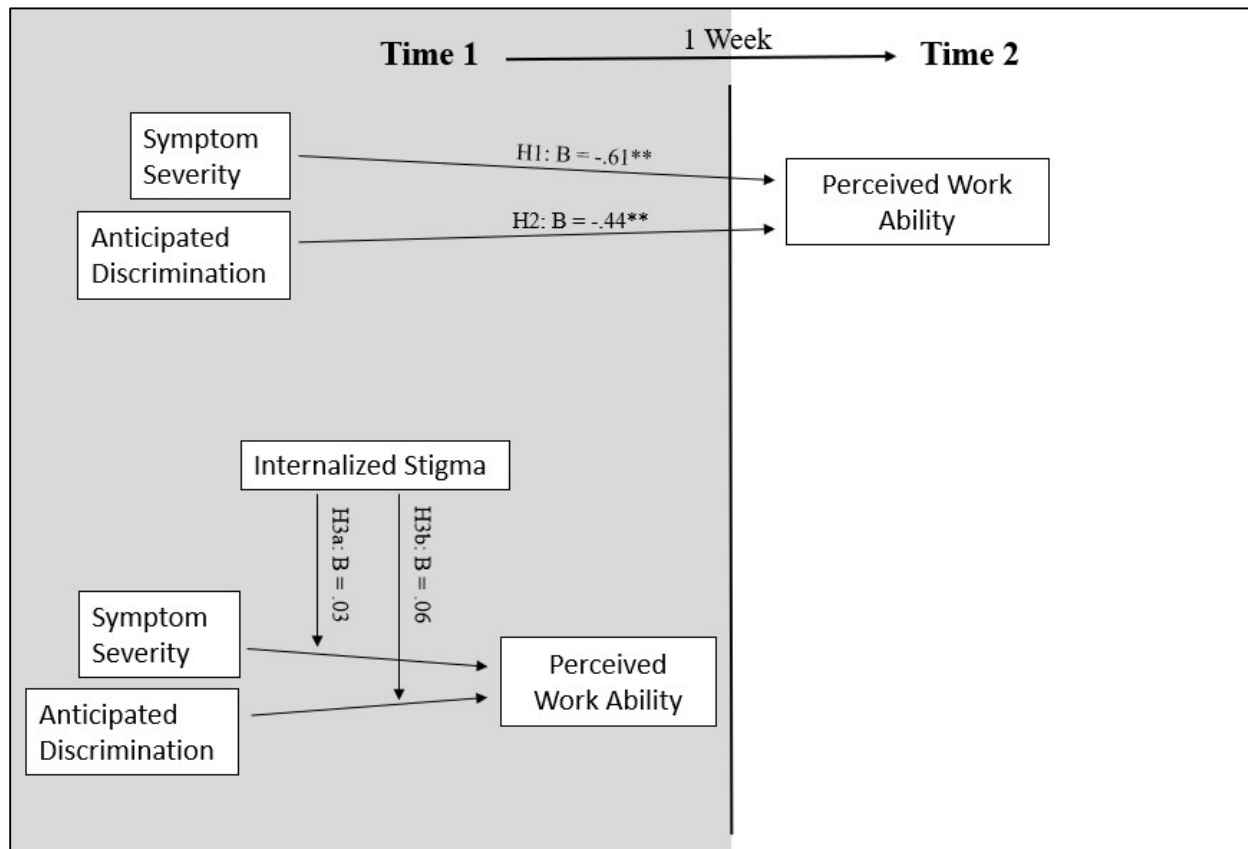 1 Week
Time 1
Time 2
Symptom
Severity
H1: B = -.61**
Perceived Work
Ability
Anticipated
Discrimination
H2: B = -.44**
Internalized Stigma
H3a: B = .03
H3b: B = .06
Symptom
Severity
Perceived
Work Ability
Anticipated
Discrimination